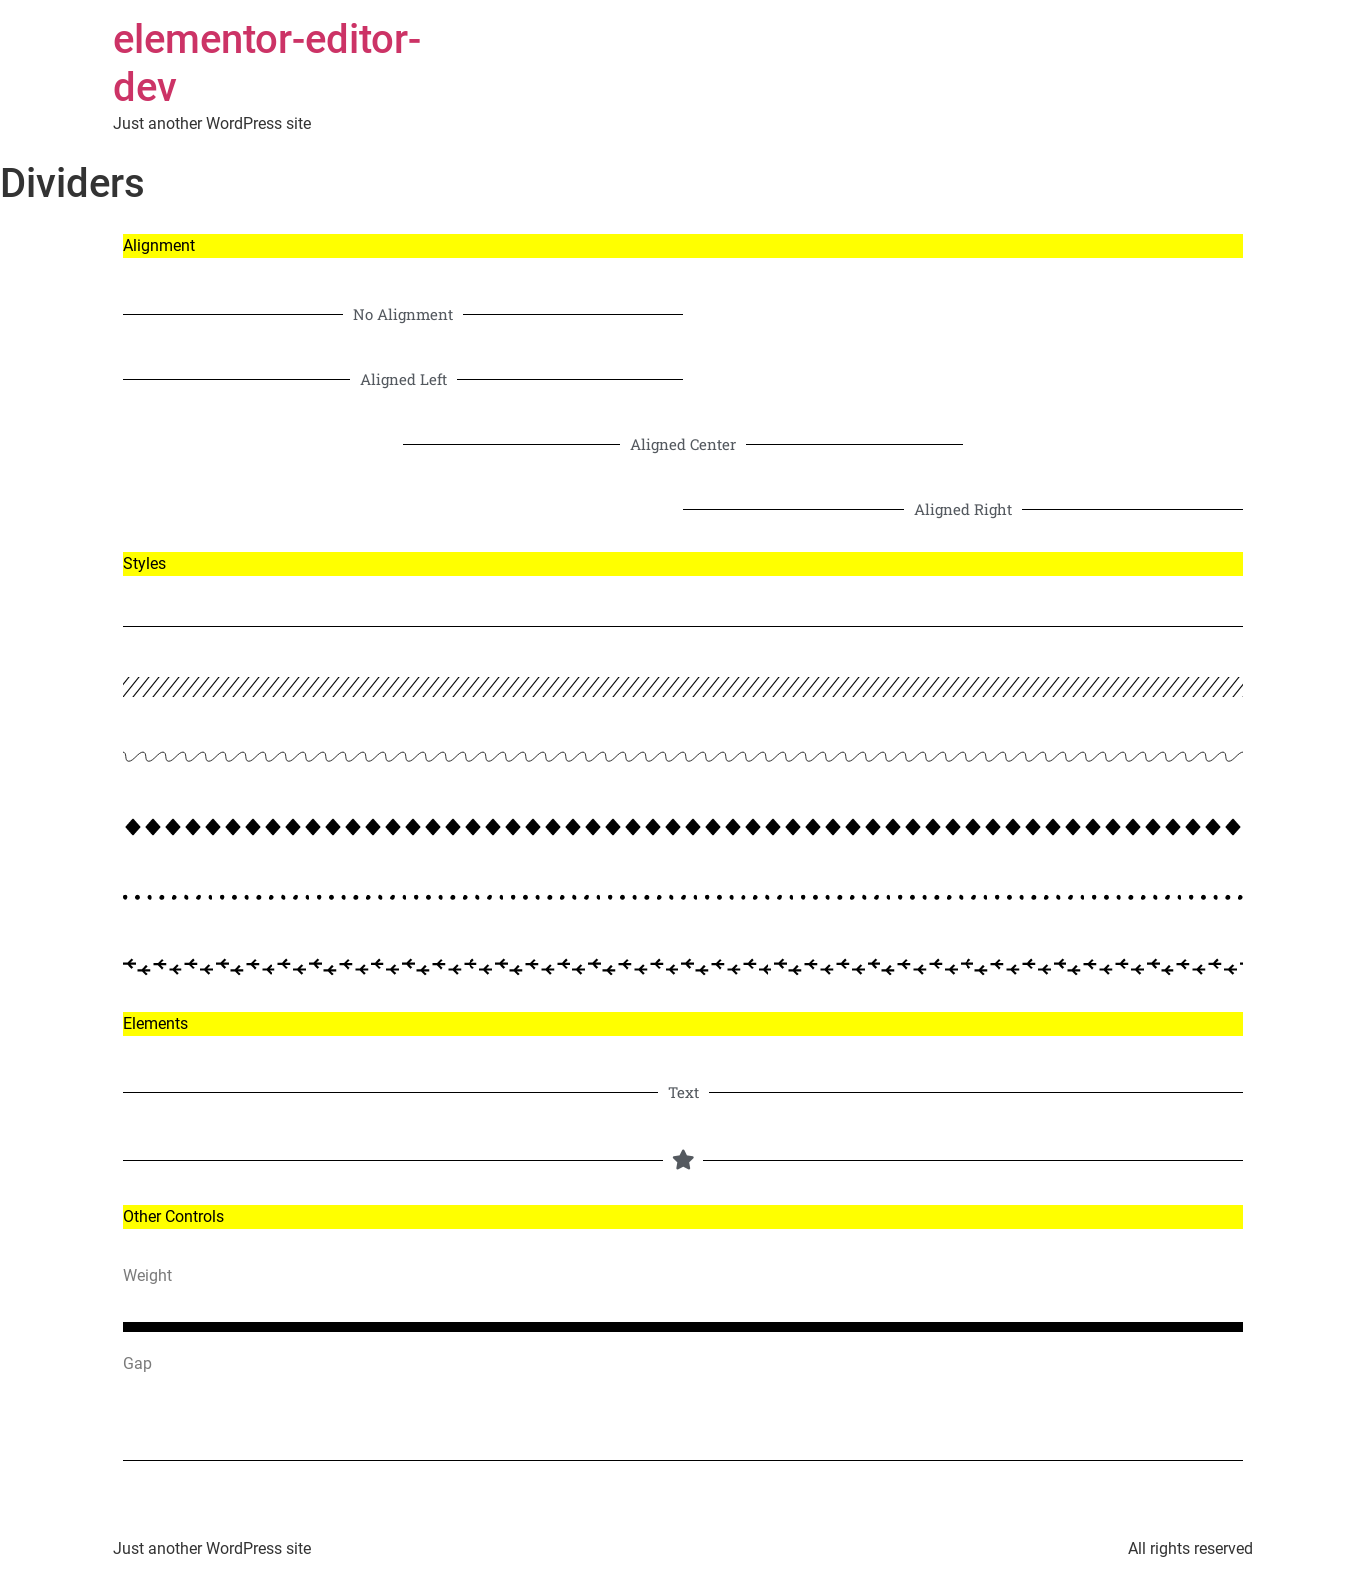 elementor-editor-
dev
Just another WordPress site
Dividers
Alignment
No Alignment
Aligned Left
Aligned Center
Aligned Right
Styles
Elements
Text
Other Controls
Weight
Gap
Just another WordPress site
All rights reserved